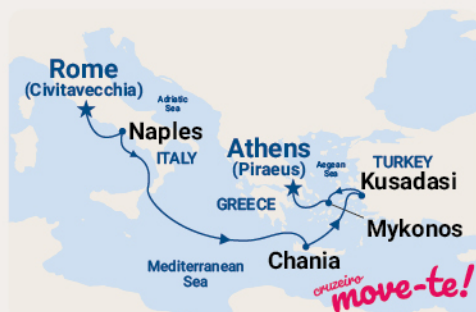 Rome
(Civitavecchia)
Adriatic
Sea
Naples
ITALY
Athens
(Piraeus)
Aegean
Sea
TURKEY
Kusadasi
GREECE
Mykonos
Chania
Mediterranean
Sea
cruzeiro
move-te!